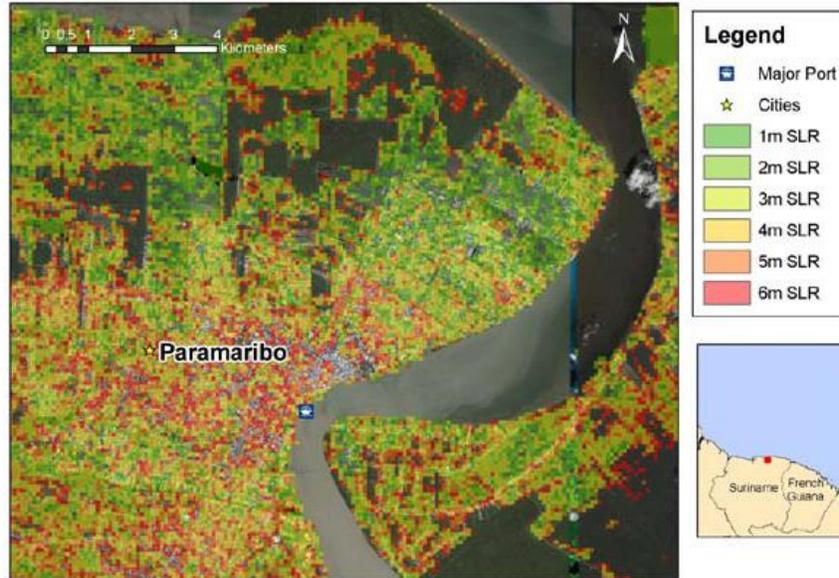 0 0.5 1 2 3 4
Kilometers
N
Paramaribo
Legend
Major Port
Cities
1m SLR
2m SLR
3m SLR
4m SLR
5m SLR
6m SLR
Suriname
French
Guiana